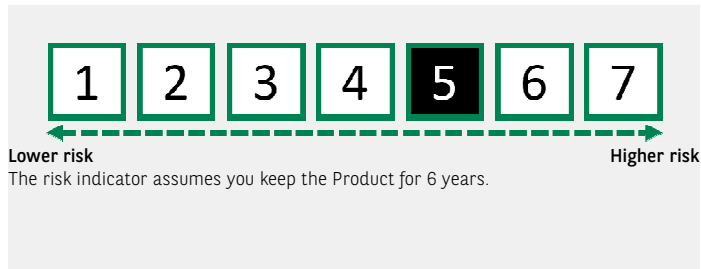 1 2 3 4 5 6 7
Lower risk Higher risk
The risk indicator assumes you keep the Product for 6 years.